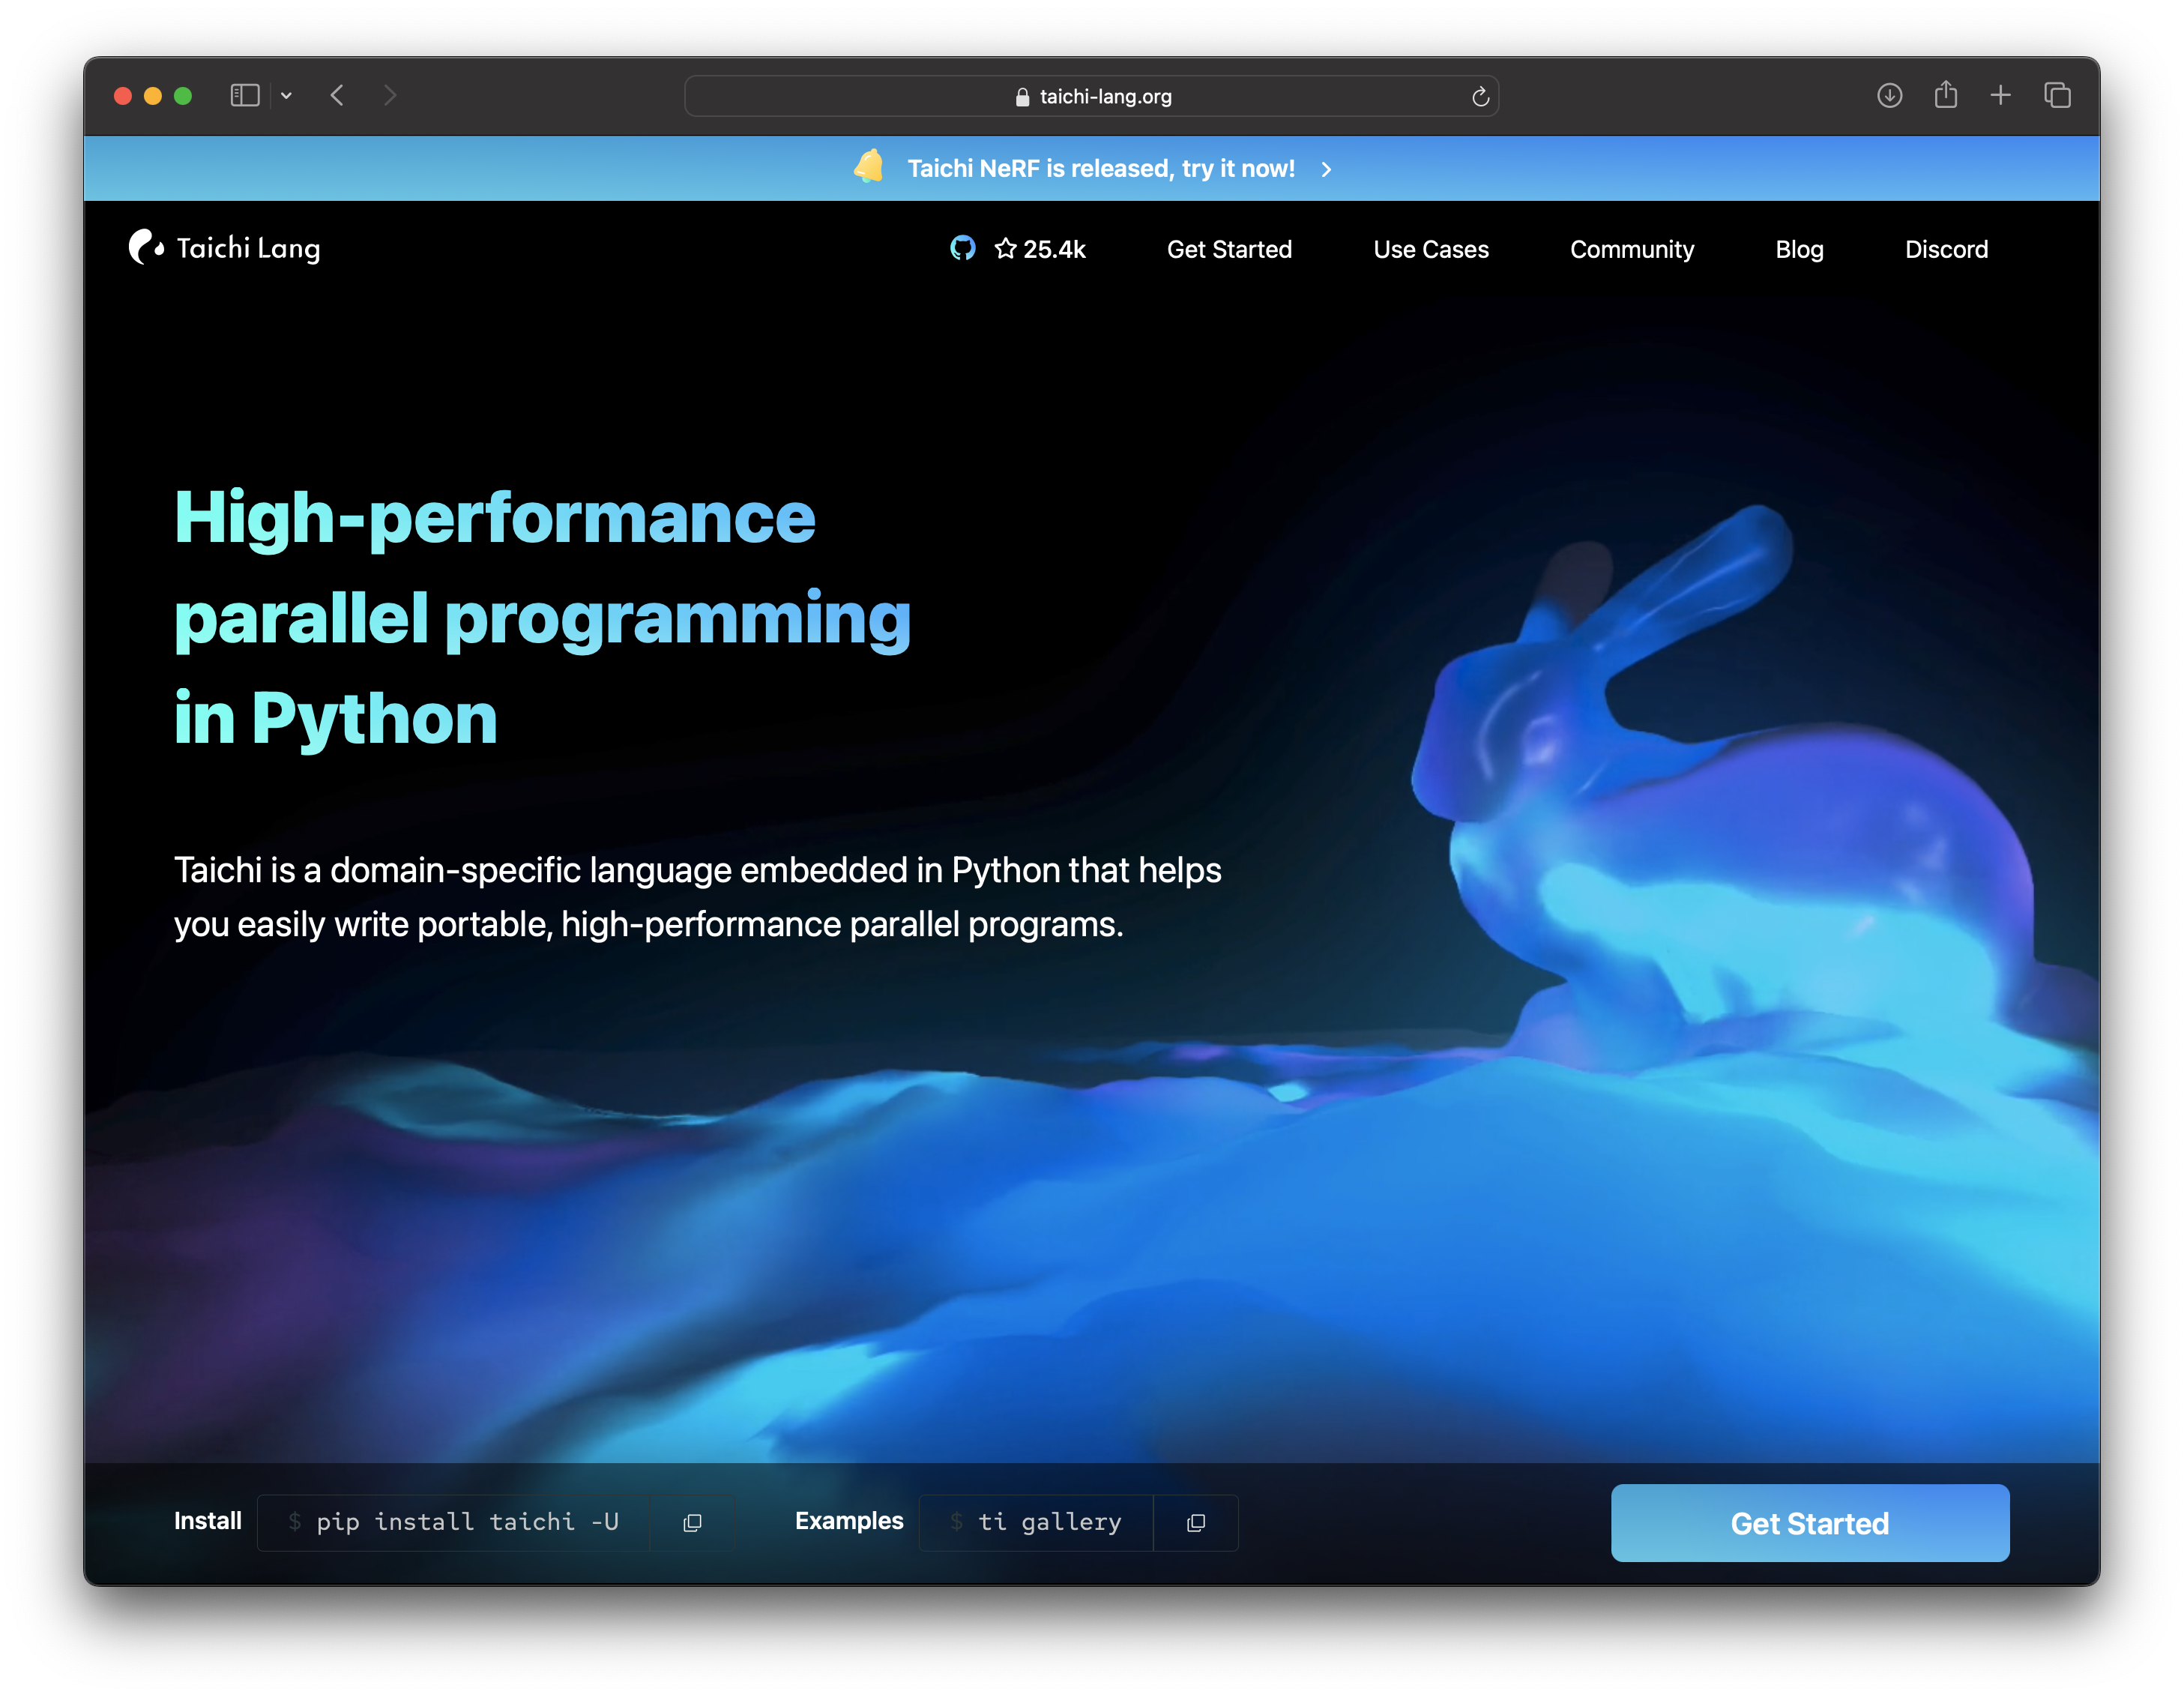 taichi-lang.org
Taichi NeRF is released, try it now!
Taichi Lang
25.4k
Get Started
Use Cases
Community
Blog
Discord
High-performance
parallel programming
in Python
Taichi is a domain-specific language embedded in Python that helps
you easily write portable, high-performance parallel programs.
Install
$ pip install taichi -U
Examples
$ ti gallery
Get Started